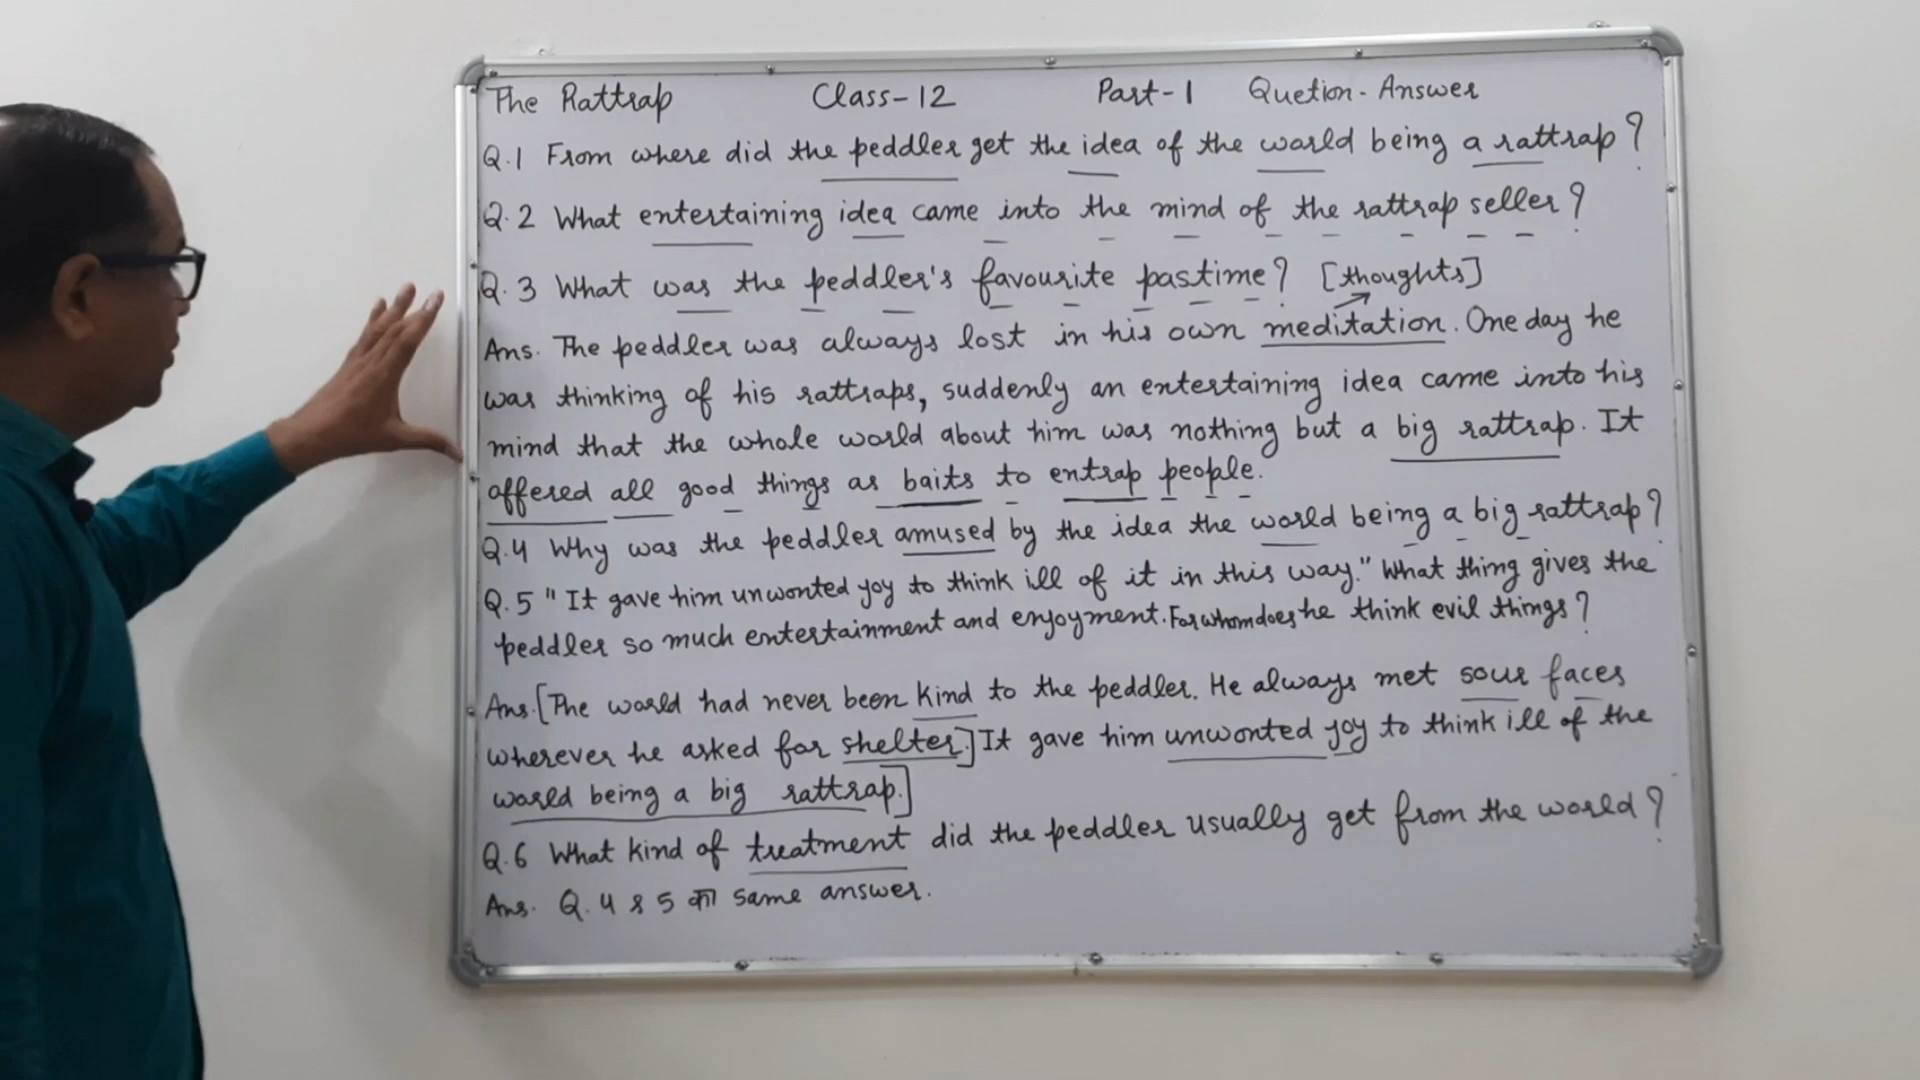 The Rattrap Class-12 Part-1 Quetion-Answer
Q.1 From where did the peddler get the idea of the world being a rattrap?
Q.2 What entertaining idea came into the mind of the rattrap seller?
Q.3 What was the peddler's favourite pastime? [thoughts]
Ans. The peddler was always lost in his own meditation. One day he
was thinking of his rattraps, suddenly an entertaining idea came into his
mind that the whole world about him was nothing but a big rattrap. It
offered all good things as baits to entrap people.
Q.4 Why was the peddler amused by the idea the world being a big rattrap?
Q.5 "It gave him unwonted yoy to think ill of it in this way." What thing gives the
peddler so much entertainment and enjoyment. For whom does he think evil things?
Ans. [The world had never been kind to the peddler. He always met sour faces
wherever he asked for shelter.] It gave him unwonted yoy to think ill of the
world being a big rattrap.]
Q.6 What kind of treatment did the peddler usually get from the world?
Ans. Q. 4 & 5 का same answer.